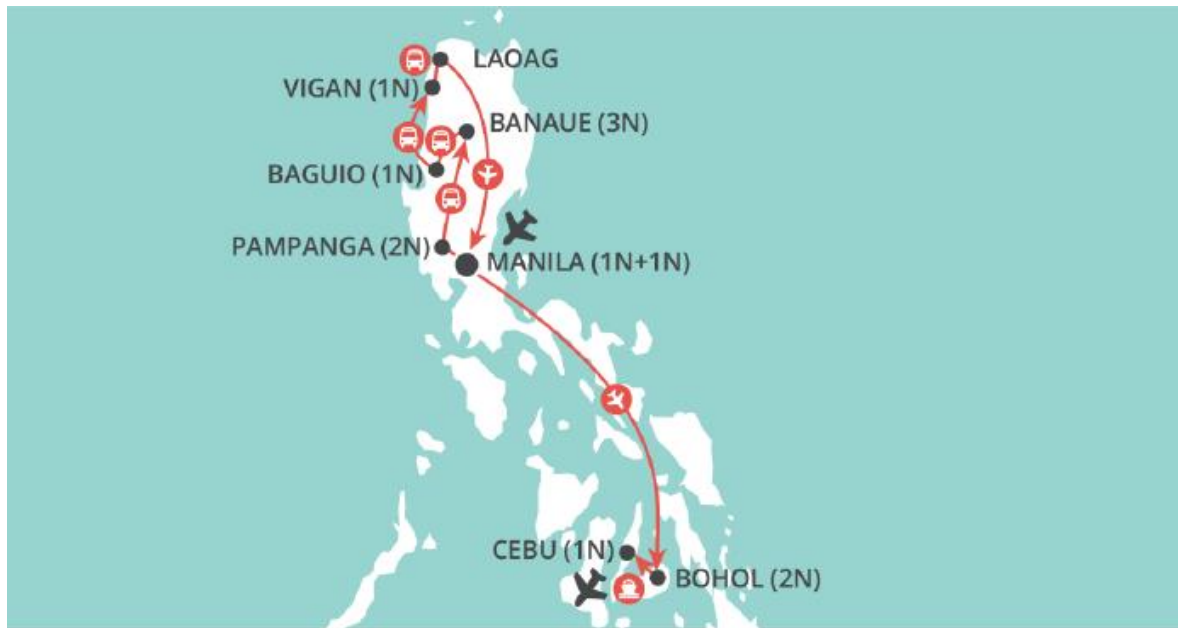 LAOAG
VIGAN (1N)
BANAUE (3N)
BAGUIO (1N)
PAMPANGA (2N)
MANILA (1N+1N)
CEBU (1N)
BOHOL (2N)